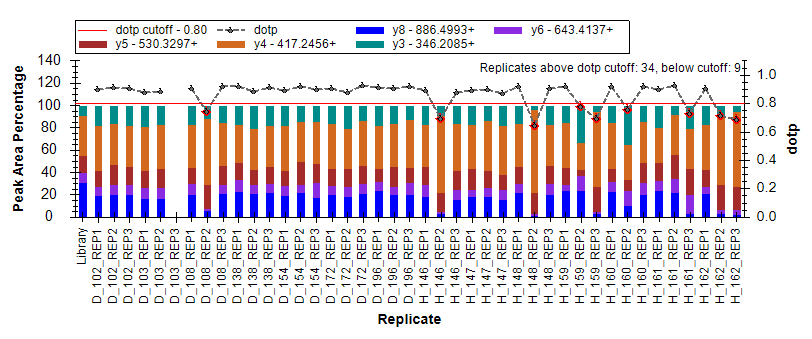 dotp cutoff - 0.80
dotp
y8 - 886.4993+
y6 - 643.4137+
y5 - 530.3297+
y4 - 417.2456+
y3 - 346.2085+
Replicates above dotp cutoff: 34, below cutoff: 9
Peak Area Percentage
140
120
100
80
60
40
20
0
1.0
0.8
0.6
0.4
0.2
0.0
dotp
Library
D_102_REP1
D_102_REP2
D_102_REP3
D_103_REP1
D_103_REP2
D_103_REP3
D_108_REP1
D_108_REP2
D_108_REP3
D_138_REP1
D_138_REP2
D_138_REP3
D_154_REP1
D_154_REP2
D_154_REP3
D_172_REP1
D_172_REP2
D_172_REP3
D_196_REP1
D_196_REP2
D_196_REP3
H_146_REP1
H_146_REP2
H_146_REP3
H_147_REP1
H_147_REP2
H_147_REP3
H_148_REP1
H_148_REP2
H_148_REP3
H_159_REP1
H_159_REP2
H_159_REP3
H_160_REP1
H_160_REP2
H_160_REP3
H_161_REP1
H_161_REP2
H_161_REP3
H_162_REP1
H_162_REP2
H_162_REP3
Replicate